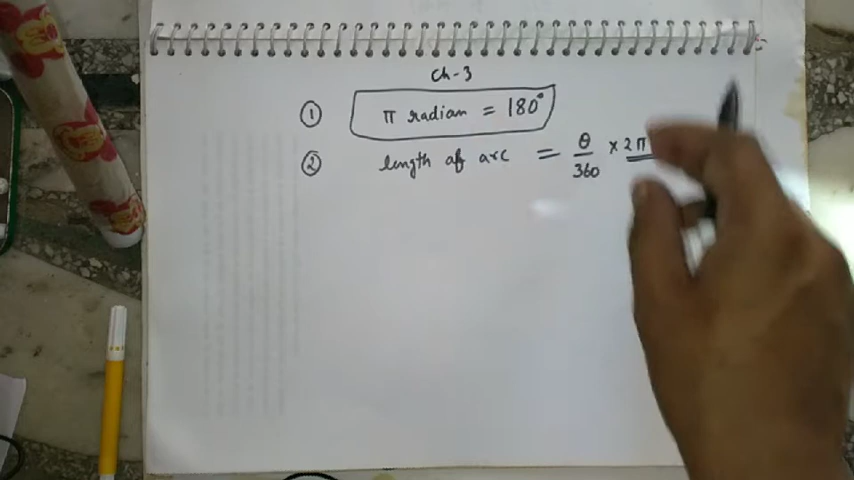 Ch-3
① π radian = 180°
② length of arc = θ/360 × 2π